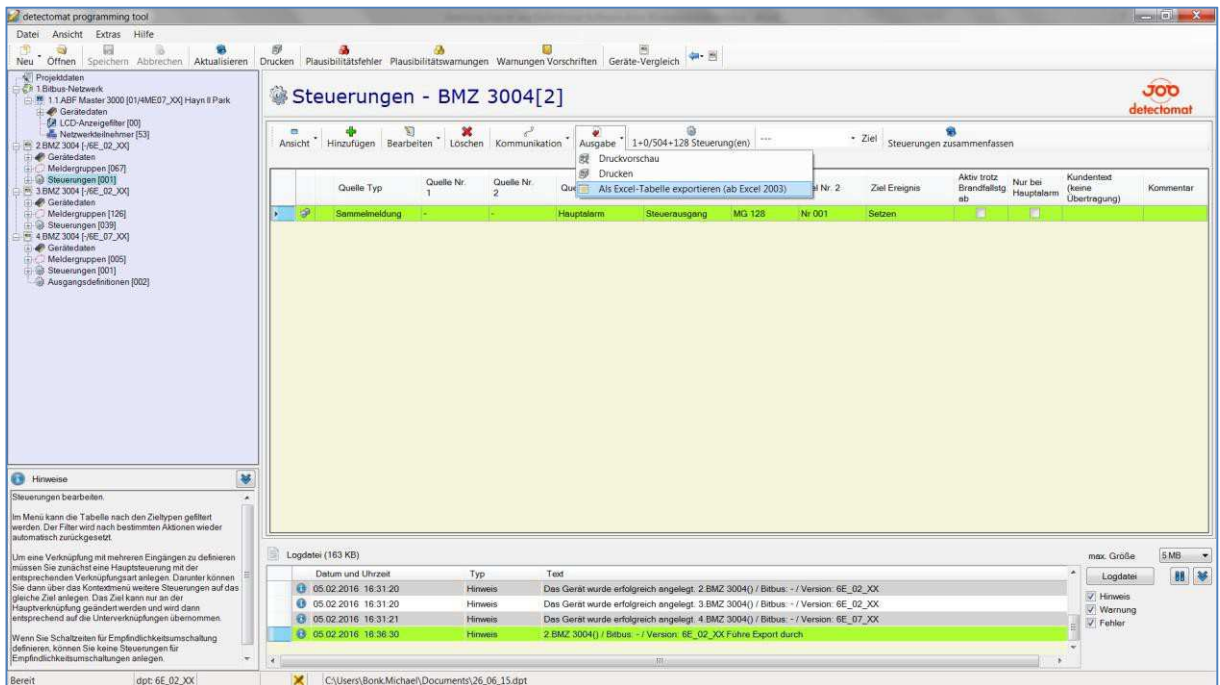 detectomat programming tool
Datei Ansicht Extras Hilfe
Neu Öffnen Speichern Abbrechen Aktualisieren Drucken Plausibilitätsfehler Plausibilitätswarnungen Warnungen Vorschriften Geräte-Vergleich
Projektdaten
1.Bitbus-Netzwerk
1.1.ABF Master 3000 [01/4ME07_XX] Hayn II Park
Gerätedaten
LCD-Anzeigefilter [00]
Netzwerkteilnehmer [53]
2.BMZ 3004 [-/6E_02_XX]
Gerätedaten
Meldergruppen [067]
Steuerungen [001]
3.BMZ 3004 [-/6E_02_XX]
Gerätedaten
Meldergruppen [126]
Steuerungen [039]
4.BMZ 3004 [-/6E_07_XX]
Gerätedaten
Meldergruppen [005]
Steuerungen [001]
Ausgangsdefinitionen [002]
Steuerungen - BMZ 3004[2]
JOB
detectomat
Ansicht Hinzufügen Bearbeiten Löschen Kommunikation Ausgabe 1+0/504+128 Steuerung(en) ---- Ziel Steuerungen zusammenfassen
Druckvorschau
Drucken
Als Excel-Tabelle exportieren (ab Excel 2003)
Quelle Typ
Quelle Nr. 1
Quelle Nr. 2
Que
el Nr. 2
Ziel Ereignis
Aktiv trotz Brandfallstg ab
Nur bei Hauptalarm
Kundentext (keine Übertragung)
Kommentar
Sammelmeldung - - Hauptalarm Steuerausgang MG 128 Nr 001 Setzen
Hinweise
Steuerungen bearbeiten.
Im Menü kann die Tabelle nach den Zieltypen gefiltert
werden. Der Filter wird nach bestimmten Aktionen wieder
automatisch zurückgesetzt.
Um eine Verknüpfung mit mehreren Eingängen zu definieren
müssen Sie zunächst eine Hauptsteuerung mit der
entsprechenden Verknüpfungsart anlegen. Darunter können
Sie dann über das Kontextmenü weitere Steuerungen auf das
gleiche Ziel anlegen. Das Ziel kann nur an der
Hauptverknüpfung geändert werden und wird dann
entsprechend auf die Unterverknüpfungen übernommen.
Wenn Sie Schaltzeiten für Empfindlichkeitsumschaltung
definieren, können Sie keine Steuerungen für
Empfindlichkeitsumschaltungen anlegen.
Logdatei (163 KB)
max. Größe 5 MB
Datum und Uhrzeit Typ Text
05.02.2016 16:31:20 Hinweis Das Gerät wurde erfolgreich angelegt. 2.BMZ 3004() / Bitbus: - / Version: 6E_02_XX
05.02.2016 16:31:20 Hinweis Das Gerät wurde erfolgreich angelegt. 3.BMZ 3004() / Bitbus: - / Version: 6E_02_XX
05.02.2016 16:31:21 Hinweis Das Gerät wurde erfolgreich angelegt. 4.BMZ 3004() / Bitbus: - / Version: 6E_07_XX
05.02.2016 16:36:30 Hinweis 2.BMZ 3004() / Bitbus: - / Version: 6E_02_XX Führe Export durch
Logdatei
Hinweis
Warnung
Fehler
Bereit dpt: 6E_02_XX C:\Users\Bonk.Michael\Documents\26_06_15.dpt